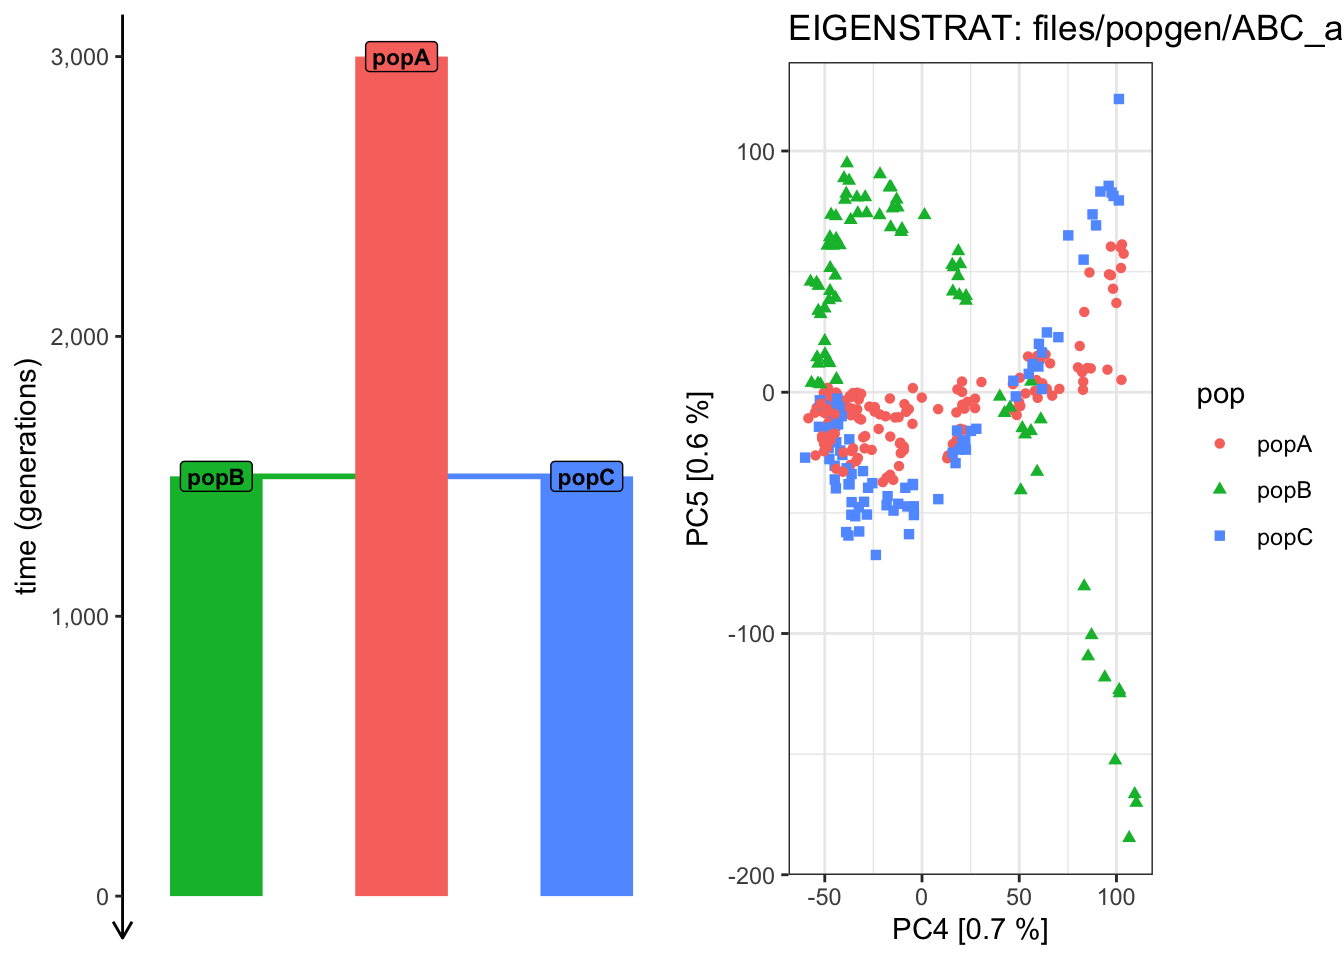 EIGENSTRAT: files/popgen/ABC_a
time (generations)
3,000
2,000
1,000
0
popA
popB
popC
PC5 [0.6 %]
100
0
-100
-200
-50
0
50
100
PC4 [0.7 %]
pop
popA
popB
popC